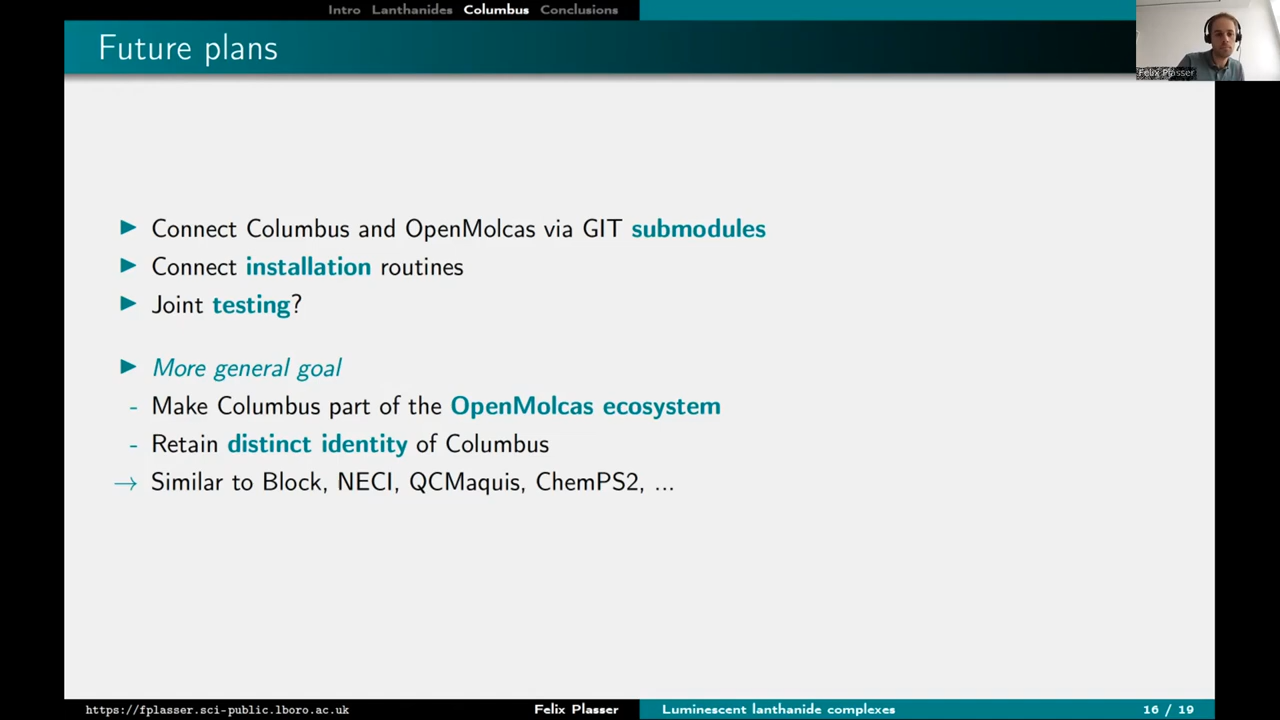 Intro Lanthanides Columbus Conclusions
Future plans
Felix Plasser
Connect Columbus and OpenMolcas via GIT submodules
Connect installation routines
Joint testing?
More general goal
- Make Columbus part of the OpenMolcas ecosystem
- Retain distinct identity of Columbus
→ Similar to Block, NECI, QCMaquis, ChemPS2, ...
https://fplasser.sci-public.lboro.ac.uk Felix Plasser Luminescent lanthanide complexes 16 / 19